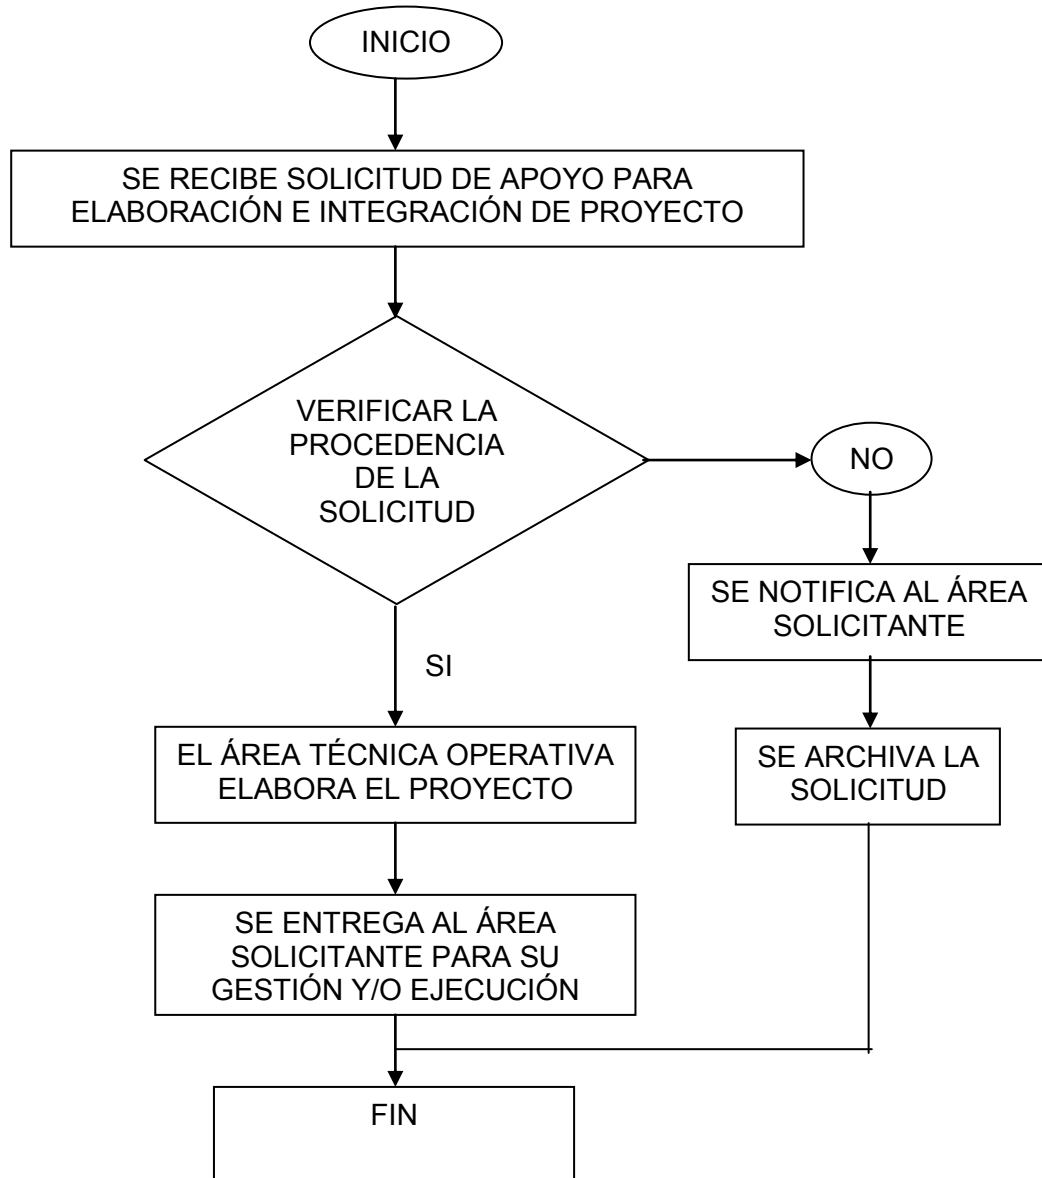 INICIO
SE RECIBE SOLICITUD DE APOYO PARA
ELABORACIÓN E INTEGRACIÓN DE PROYECTO
VERIFICAR LA
PROCEDENCIA
DE LA
SOLICITUD
NO
SE NOTIFICA AL ÁREA
SOLICITANTE
SI
EL ÁREA TÉCNICA OPERATIVA
ELABORA EL PROYECTO
SE ARCHIVA LA
SOLICITUD
SE ENTREGA AL ÁREA
SOLICITANTE PARA SU
GESTIÓN Y/O EJECUCIÓN
FIN